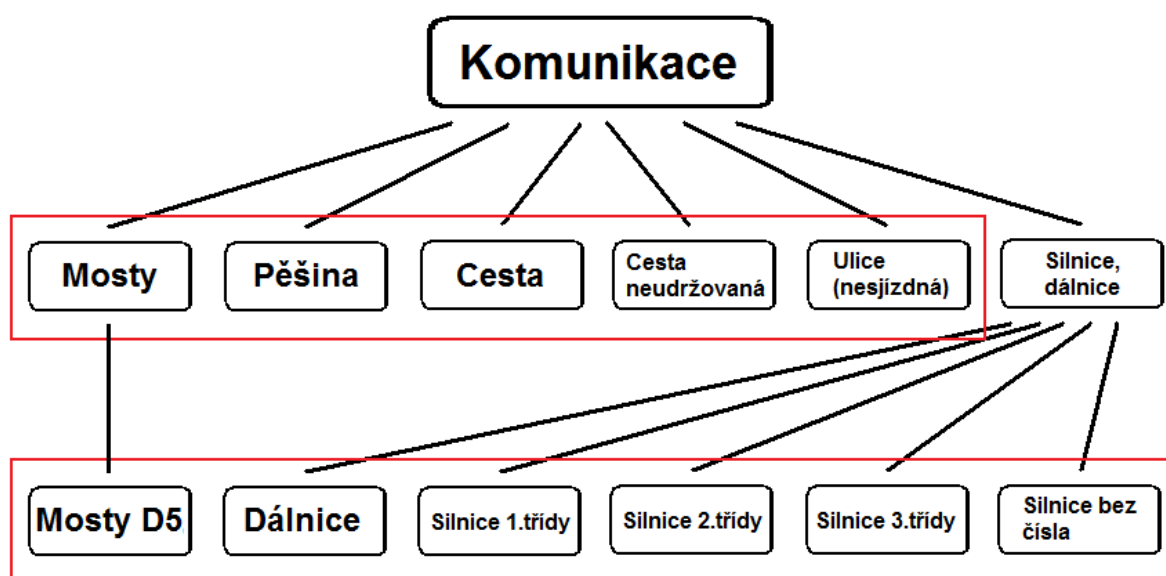 Komunikace
Mosty
Pěšina
Cesta
Cesta
neudržovaná
Ulice
(nesjízdná)
Silnice,
dálnice
Mosty D5
Dálnice
Silnice 1.třídy
Silnice 2.třídy
Silnice 3.třídy
Silnice bez
čísla